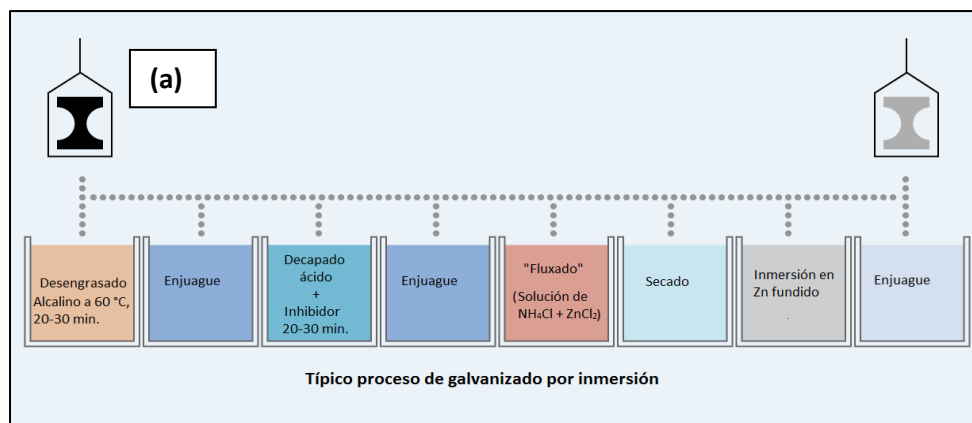 (a)
Desengrasado
Alcalino a 60 °C,
20-30 min.
Enjuague
Decapado
ácido
+
Inhibidor
20-30 min.
Enjuague
"Fluxado"
(Solución de
NH₄Cl + ZnCl₂)
Secado
Inmersión en
Zn fundido
Enjuague
Típico proceso de galvanizado por inmersión